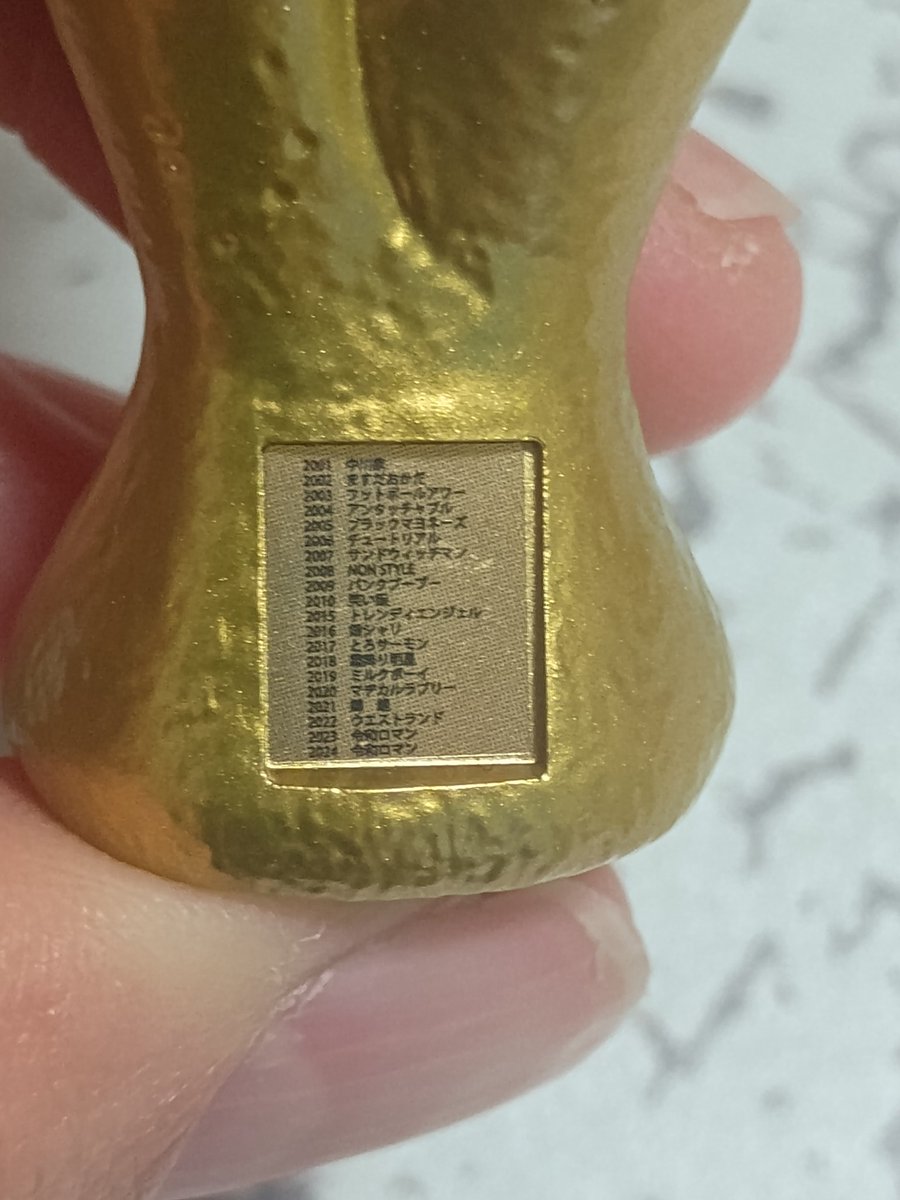 2001 中川家
2002 ますだおかだ
2003 フットボールアワー
2004 アンタッチャブル
2005 ブラックマヨネーズ
2006 チュートリアル
2007 サンドウィッチマン
2008 NON STYLE
2009 パンクブーブー
2010 笑い飯
2015 トレンディエンジェル
2016 銀シャリ
2017 とろサーモン
2018 霜降り明星
2019 ミルクボーイ
2020 マヂカルラブリー
2021 錦鯉
2022 ウエストランド
2023 令和ロマン
2024 令和ロマン